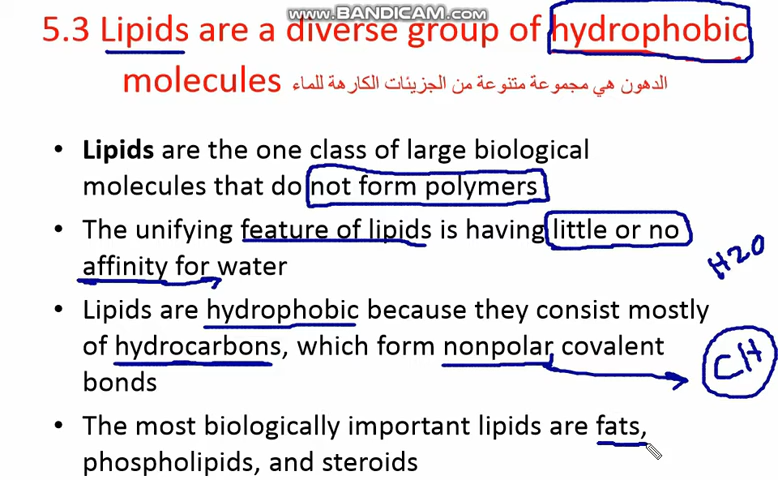 WWW.BANDICAM.COM
5.3 Lipids are a diverse group of hydrophobic
molecules الدهون هي مجموعة متنوعة من الجزيئات الكارهة للماء
• Lipids are the one class of large biological
molecules that do not form polymers
• The unifying feature of lipids is having little or no
affinity for water
H2O
• Lipids are hydrophobic because they consist mostly
of hydrocarbons, which form nonpolar covalent
bonds
CH
• The most biologically important lipids are fats,
phospholipids, and steroids